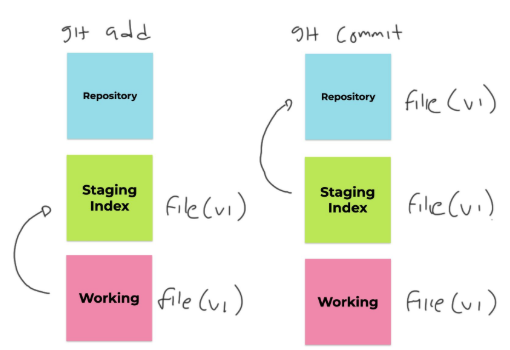 git add
Repository
Staging
Index
file(v1)
Working
file(v1)
git commit
Repository
file(v1)
Staging
Index
file(v1)
Working
file(v1)